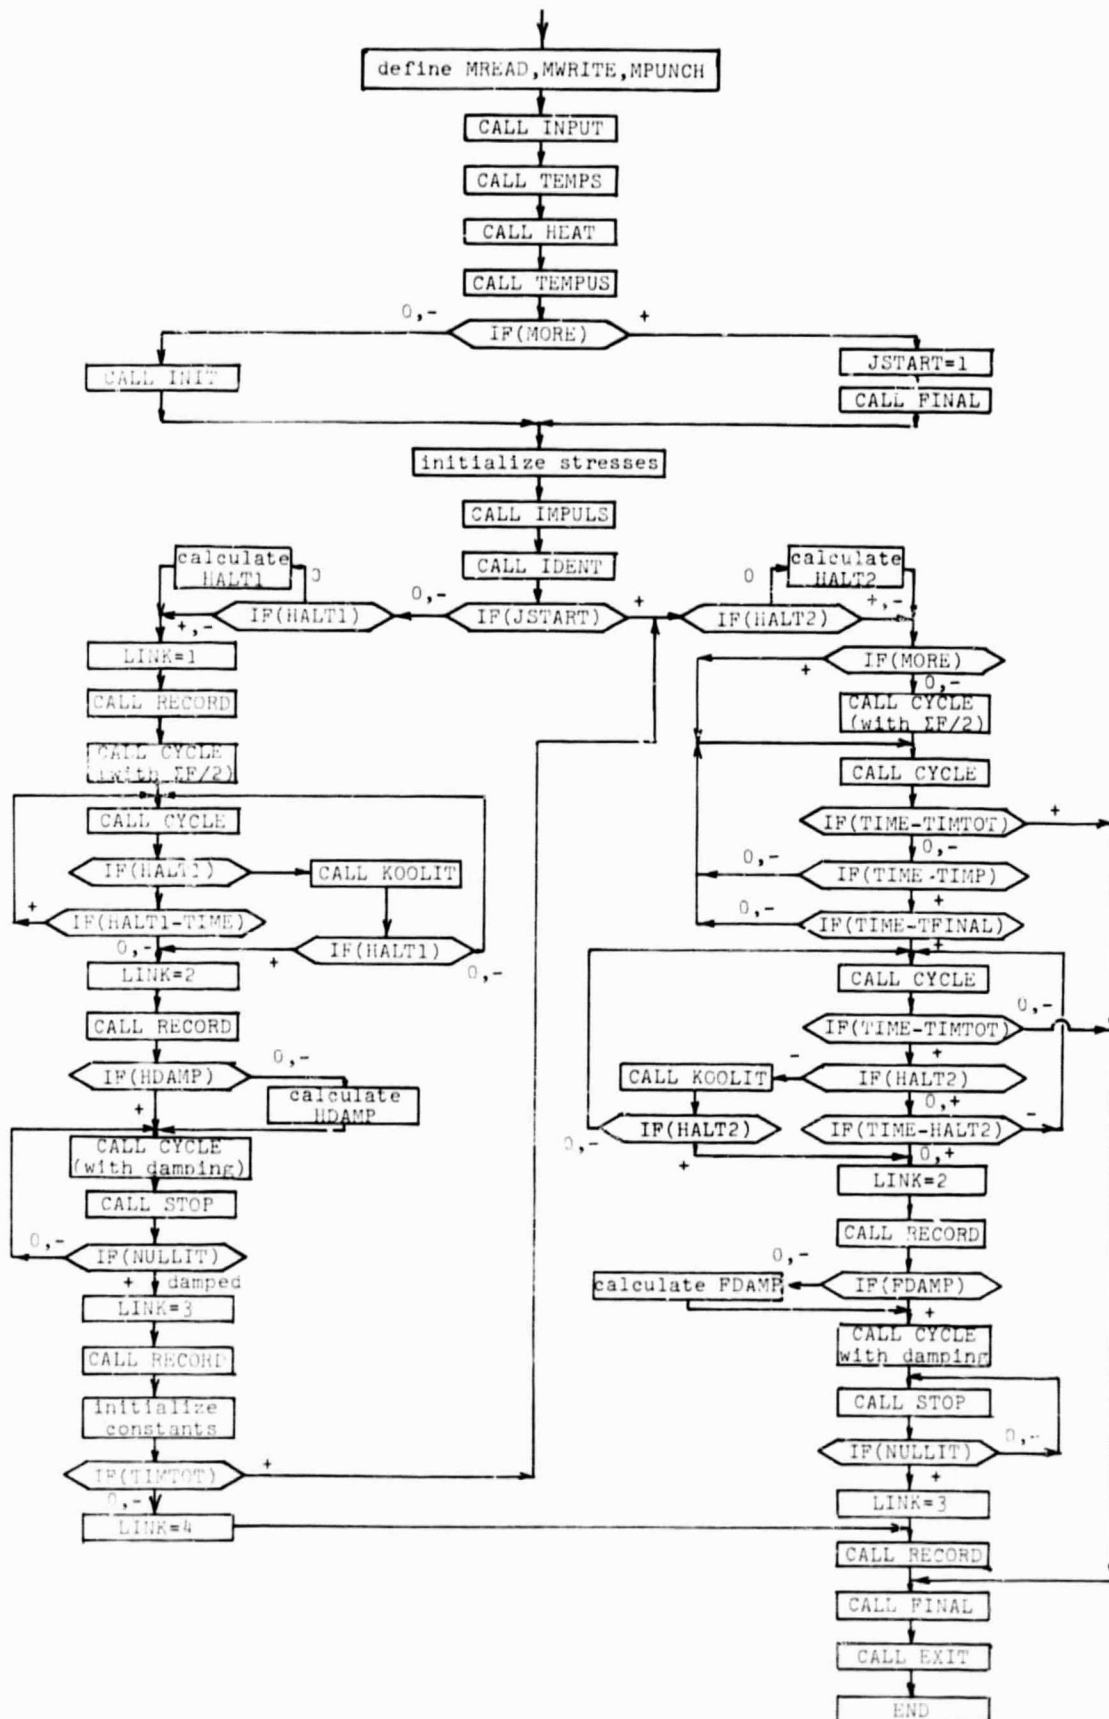 define MREAD,MWRITE,MPUNCH
CALL INPUT
CALL TEMPS
CALL HEAT
CALL TEMPUS
0,-
IF(MORE)
+
CALL INIT
JSTART=1
CALL FINAL
initialize stresses
CALL IMPULS
CALL IDENT
calculate
HALT1
0
+,-
IF(HALT1)
0,-
IF(JSTART)
+
IF(HALT2)
0
calculate
HALT2
+,-
LINK=1
CALL RECORD
CALL CYCLE
(with ΣF/2)
CALL CYCLE
IF(HALT1)
CALL KOOLIT
+
IF(HALT1-TIME)
0,-
+
IF(HALT1)
0,-
LINK=2
CALL RECORD
IF(HDAMP)
0,-
calculate
HDAMP
+
CALL CYCLE
(with damping)
CALL STOP
0,-
IF(NULLIT)
+ damped
LINK=3
CALL RECORD
initialize
constants
IF(TIMTOT)
+
0,-
LINK=4
+
IF(MORE)
0,-
CALL CYCLE
(with ΣF/2)
CALL CYCLE
IF(TIME-TIMTOT)
+
0,-
0,-
IF(TIME-TIMP)
+
0,-
IF(TIME-TFINAL)
+
CALL CYCLE
IF(TIME-TIMTOT)
0,-
+
CALL KOOLIT
-
IF(HALT2)
0,+
0,-
IF(HALT2)
+
IF(TIME-HALT2)
-
0,+
LINK=2
CALL RECORD
0,-
calculate FDAMP
IF(FDAMP)
+
CALL CYCLE
with damping
CALL STOP
IF(NULLIT)
0,-
+
LINK=3
CALL RECORD
CALL FINAL
CALL EXIT
END